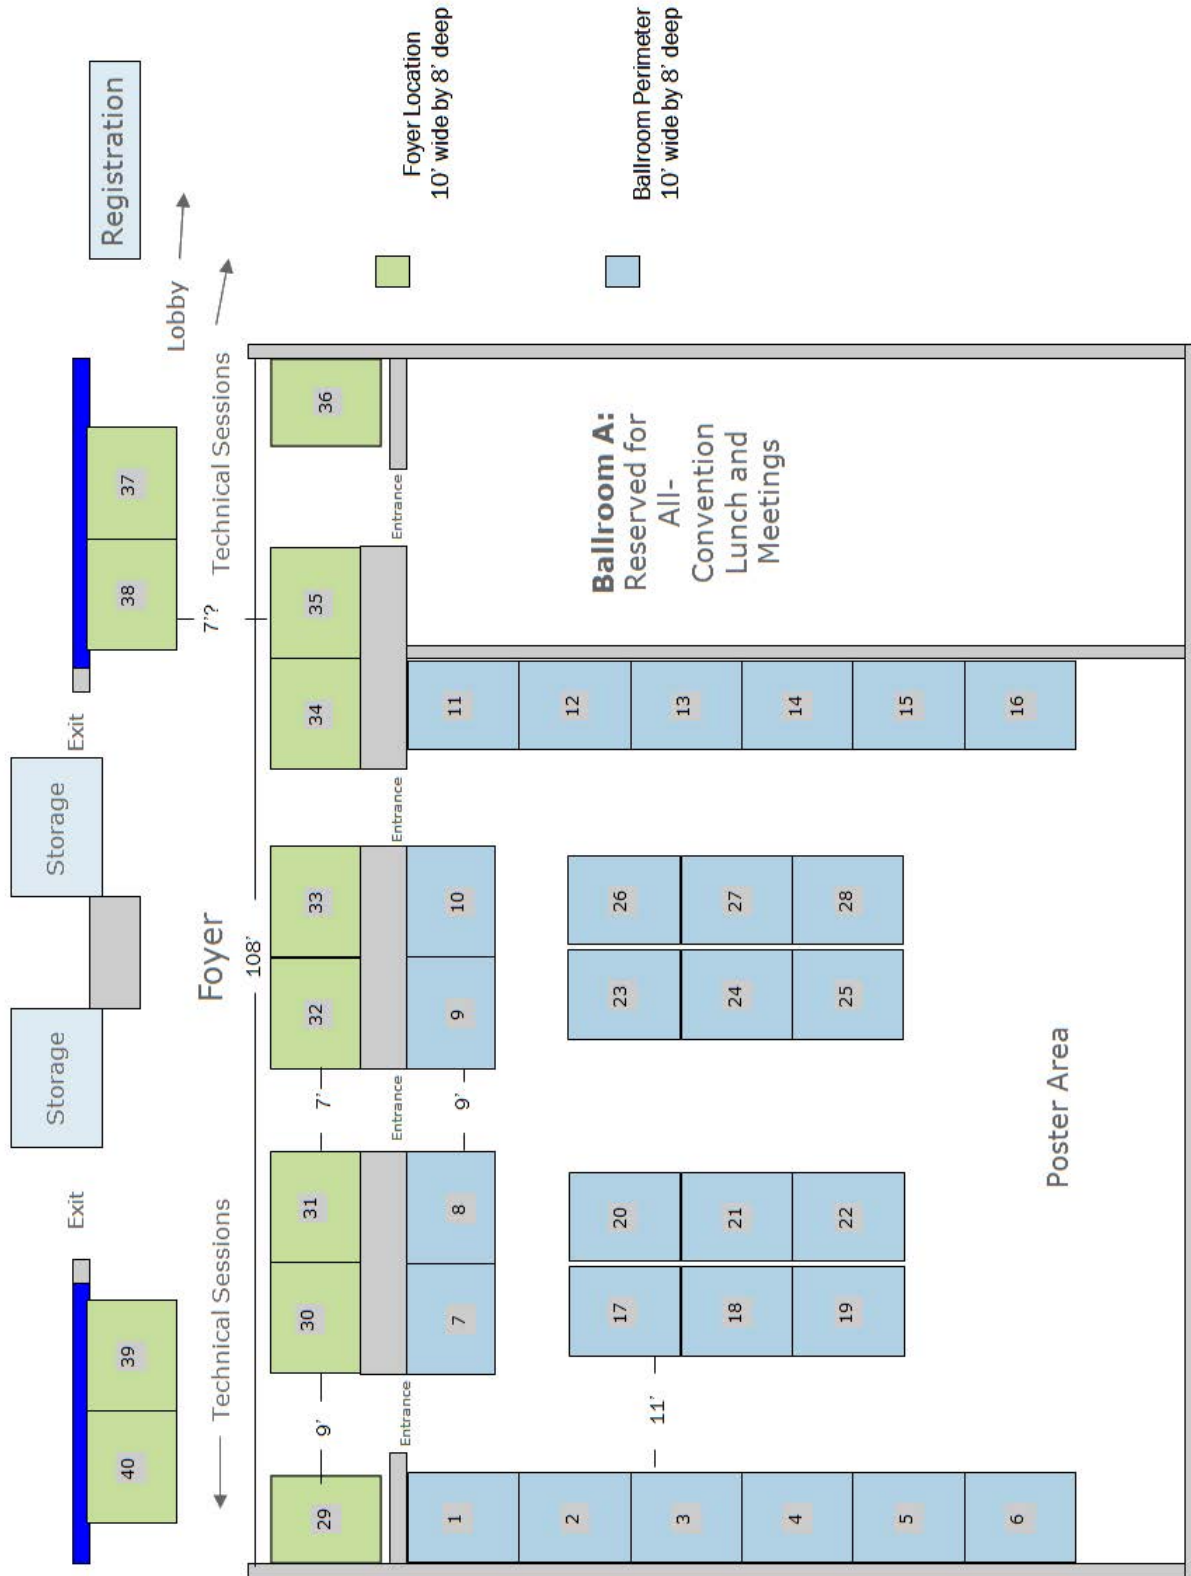 Storage
Storage
Exit
Exit
40
39
38
37
Registration
Lobby
Technical Sessions
Foyer
Technical Sessions
7'?
108'
29
9'
30
31
7'
32
33
34
35
36
Foyer Location
10' wide by 8' deep
Entrance
Entrance
Entrance
Entrance
1
7
8
9'
9
10
11
2
17
20
23
26
12
Ballroom A:
Reserved for
All-
Convention
Lunch and
Meetings
Ballroom Perimeter
10' wide by 8' deep
3
11'
18
21
24
27
13
4
19
22
25
28
14
5
15
6
16
Poster Area
Entrance